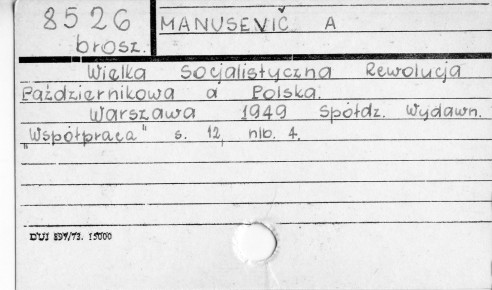 8526
brosz.
MANUSEVIČ A
Wielka Socjalistyczna Rewolucja
Październikowa a Polska.
Warszawa 1949 Spółdz. Wydawn.
"Współpraca" s. 12, nlb. 4.
DUJ 897/73. 15000